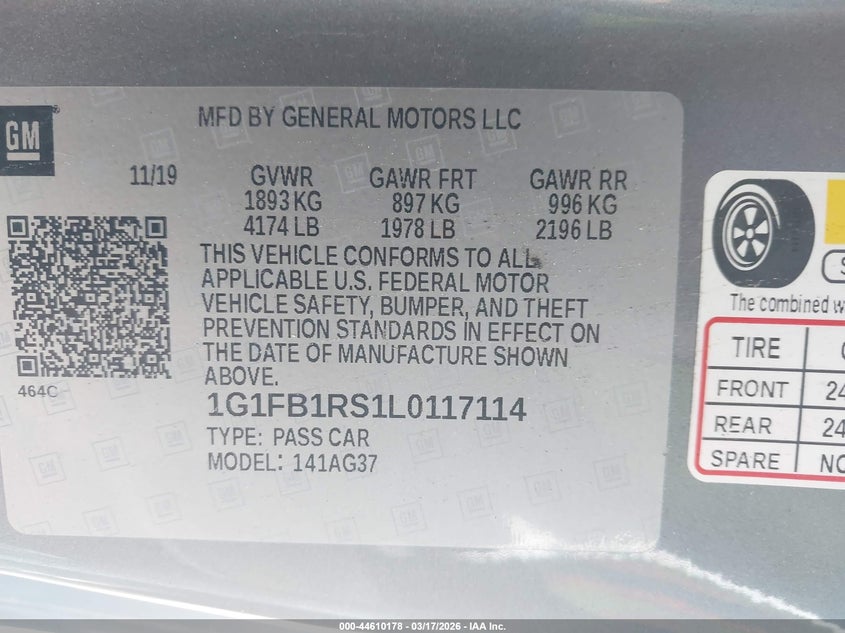 GM
MFD BY GENERAL MOTORS LLC
11/19 GVWR GAWR FRT GAWR RR
1893 KG 897 KG 996 KG
4174 LB 1978 LB 2196 LB
THIS VEHICLE CONFORMS TO ALL
APPLICABLE U.S. FEDERAL MOTOR
VEHICLE SAFETY, BUMPER, AND THEFT
PREVENTION STANDARDS IN EFFECT ON
THE DATE OF MANUFACTURE SHOWN
ABOVE.
464C
1G1FB1RS1L0117114
TYPE: PASS CAR
MODEL: 141AG37
The combined
TIRE
FRONT 24
REAR 24
SPARE
000-44610178 - 03/17/2026 - IAA Inc.